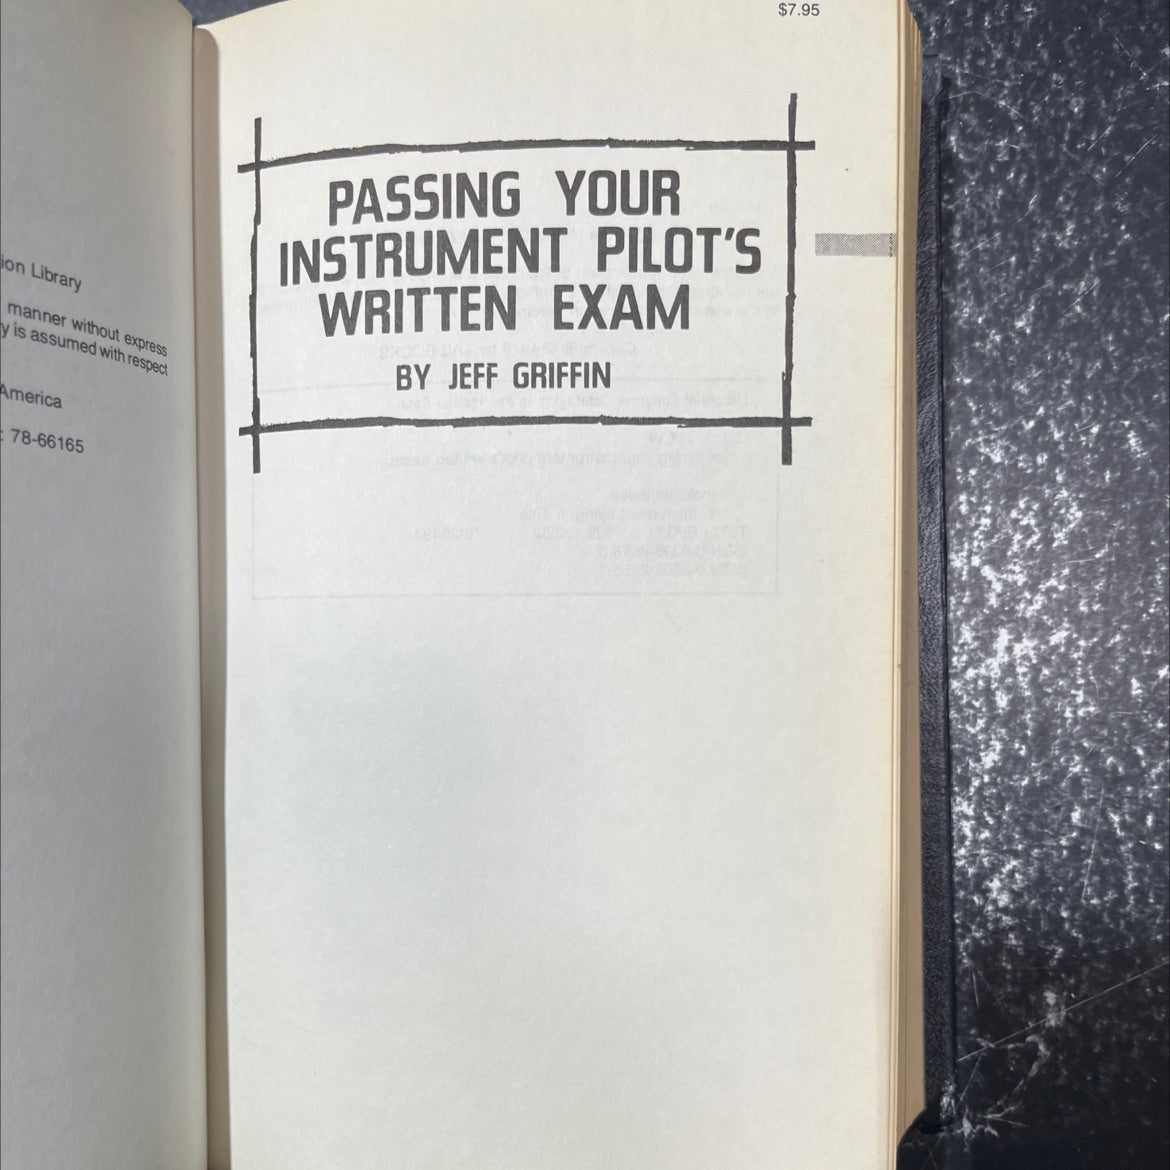 ion Library
manner without express
y is assumed with respect
America
: 78-66165
$7.95
PASSING YOUR
INSTRUMENT PILOT'S
WRITTEN EXAM
BY JEFF GRIFFIN